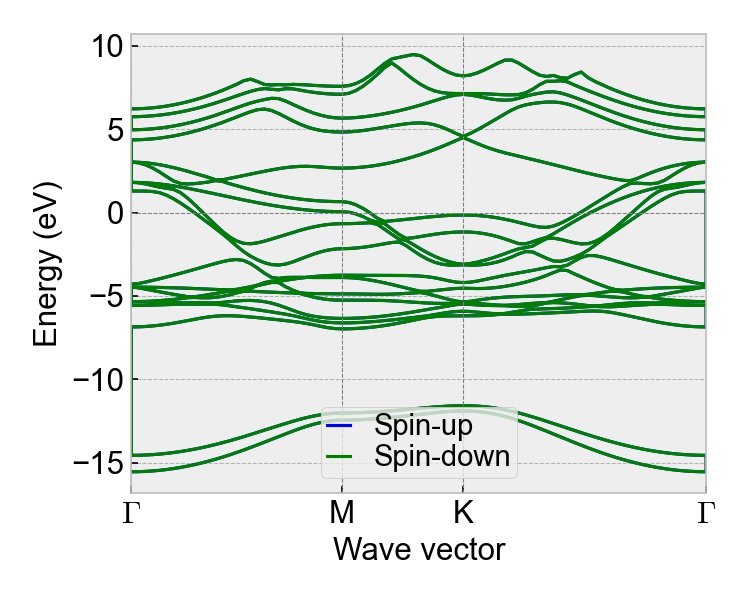 10
5
0
−5
−10
−15
Energy (eV)
Spin-up
Spin-down
Γ M K Γ
Wave vector